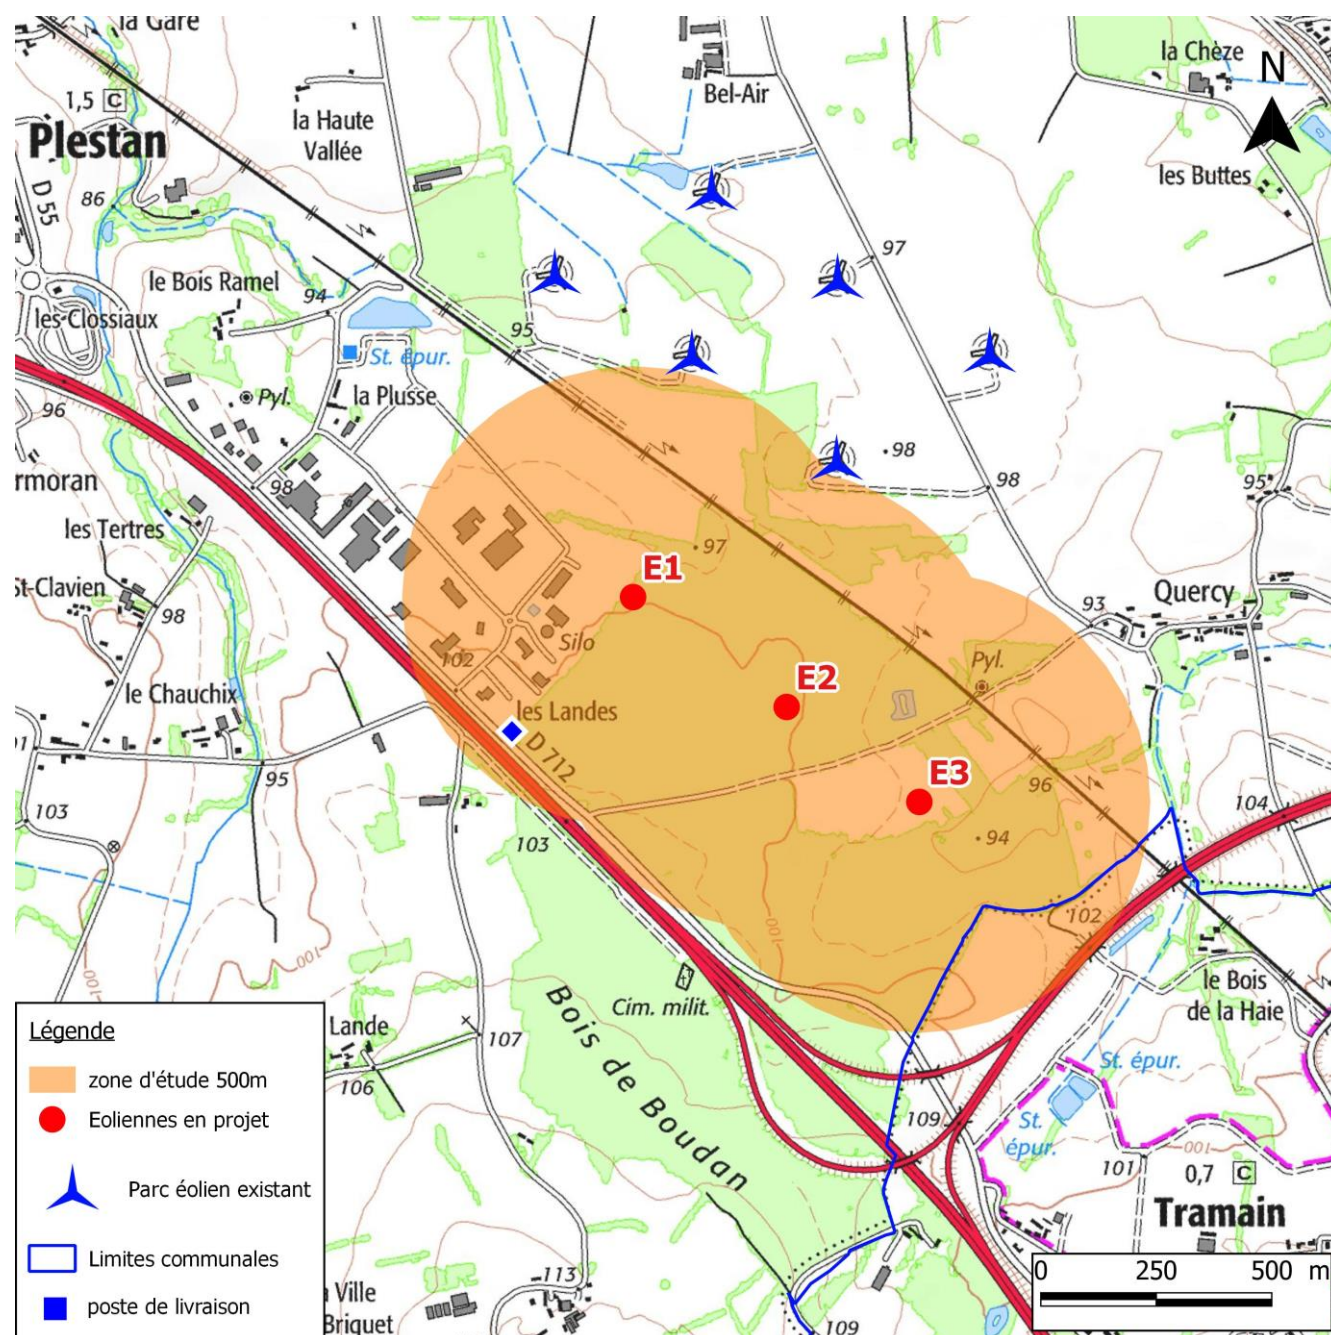 la Gare
la Chèze
N
Bel-Air
1,5 C
la Haute
Vallée
Plestan
les Buttes
D 55
86
97
le Bois Ramel
94
les Clossiaux
95
St. épur.
Pyl.
la Plusse
96
98
98
rmoran
98
95
les Tertres
97
E1
St-Clavien
98
Quercy
93
Silo
102
Pyl.
E2
le Chauchix
les Landes
D 712
95
E3
96
103
104
103
94
100
102
100
le Bois
de la Haie
Cim. milit.
Bois de Boudan
Légende
zone d'étude 500m
Eoliennes en projet
Parc éolien existant
Limites communales
poste de livraison
Lande
107
106
St. épur.
109
St.
épur.
100
101
0,7 C
Tramain
0 250 500 m
113
Ville
Briguet
109